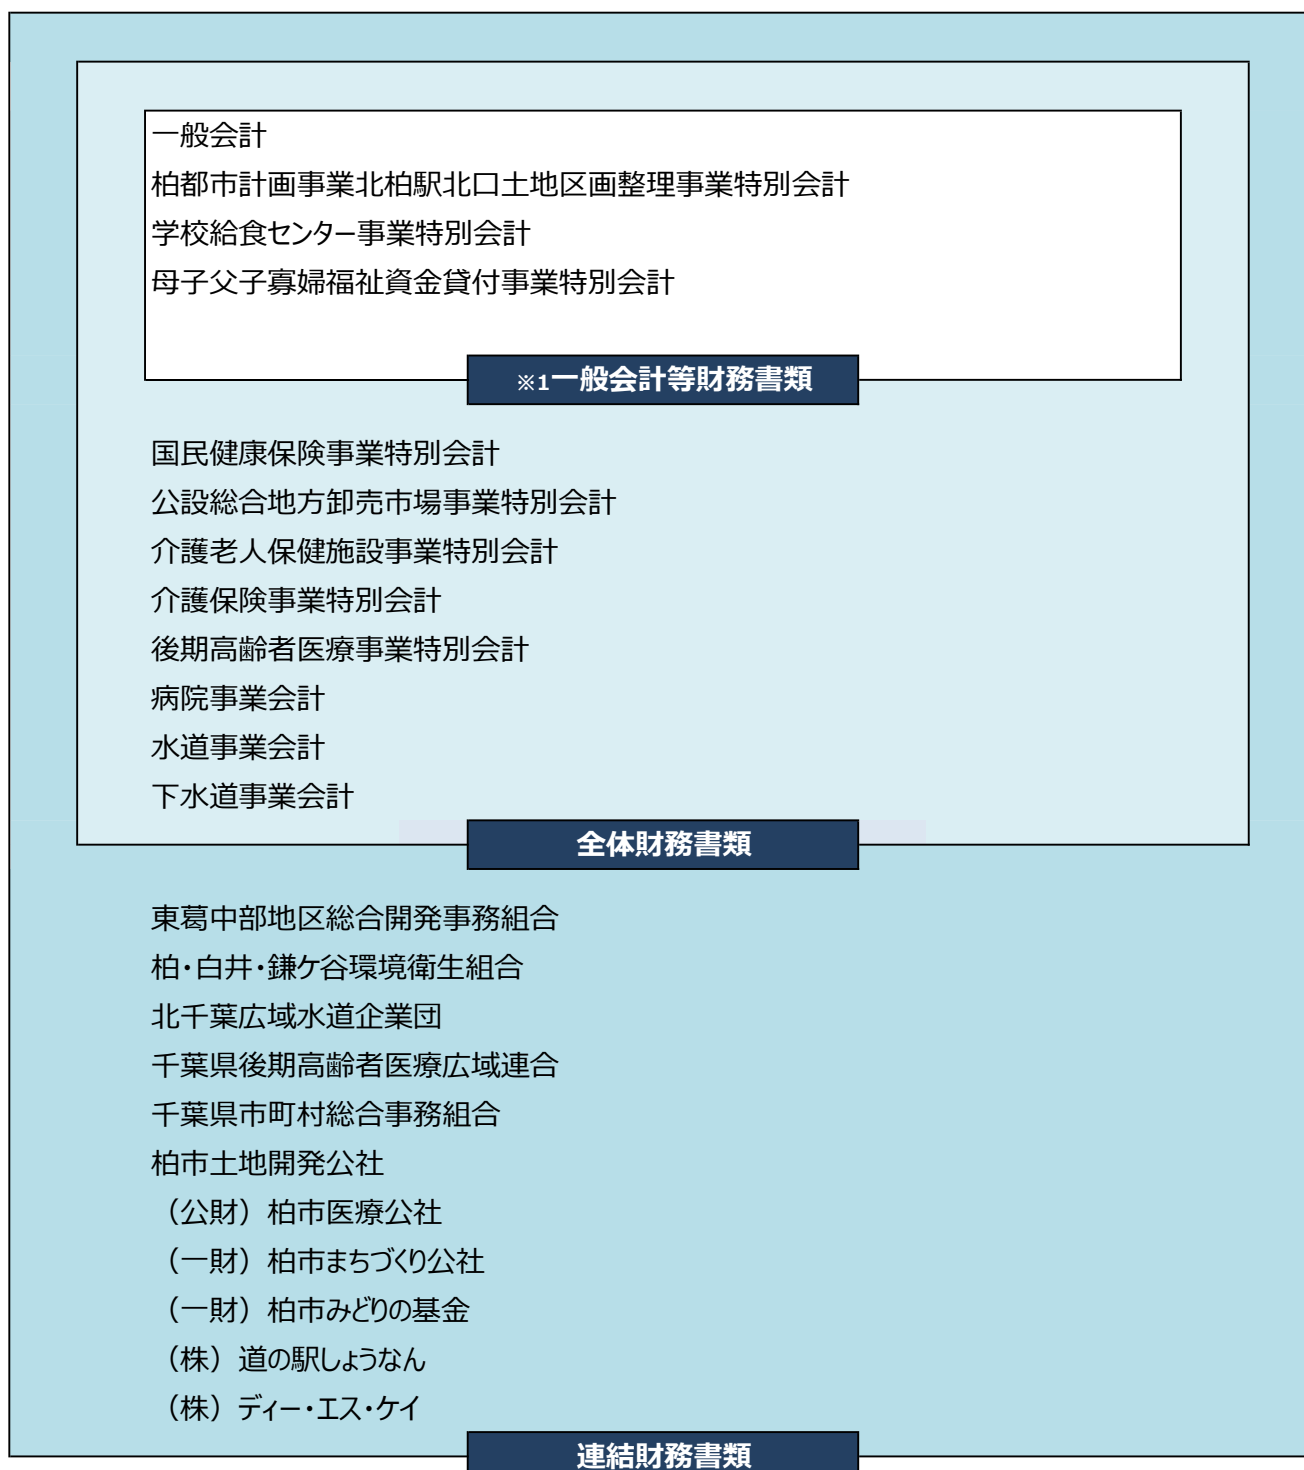 一般会計
柏都市計画事業北柏駅北口土地区画整理事業特別会計
学校給食センター事業特別会計
母子父子寡婦福祉資金貸付事業特別会計
※1一般会計等財務書類
国民健康保険事業特別会計
公設総合地方卸売市場事業特別会計
介護老人保健施設事業特別会計
介護保険事業特別会計
後期高齢者医療事業特別会計
病院事業会計
水道事業会計
下水道事業会計
全体財務書類
東葛中部地区総合開発事務組合
柏・白井・鎌ケ谷環境衛生組合
北千葉広域水道企業団
千葉県後期高齢者医療広域連合
千葉県市町村総合事務組合
柏市土地開発公社
（公財）柏市医療公社
（一財）柏市まちづくり公社
（一財）柏市みどりの基金
（株）道の駅しょうなん
（株）ディー・エス・ケイ
連結財務書類